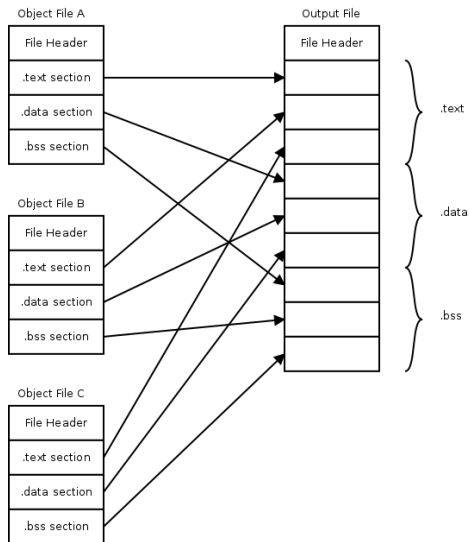 Object File A
File Header
.text section
.data section
.bss section
Object File B
File Header
.text section
.data section
.bss section
Object File C
File Header
.text section
.data section
.bss section
Output File
File Header
.text
.data
.bss